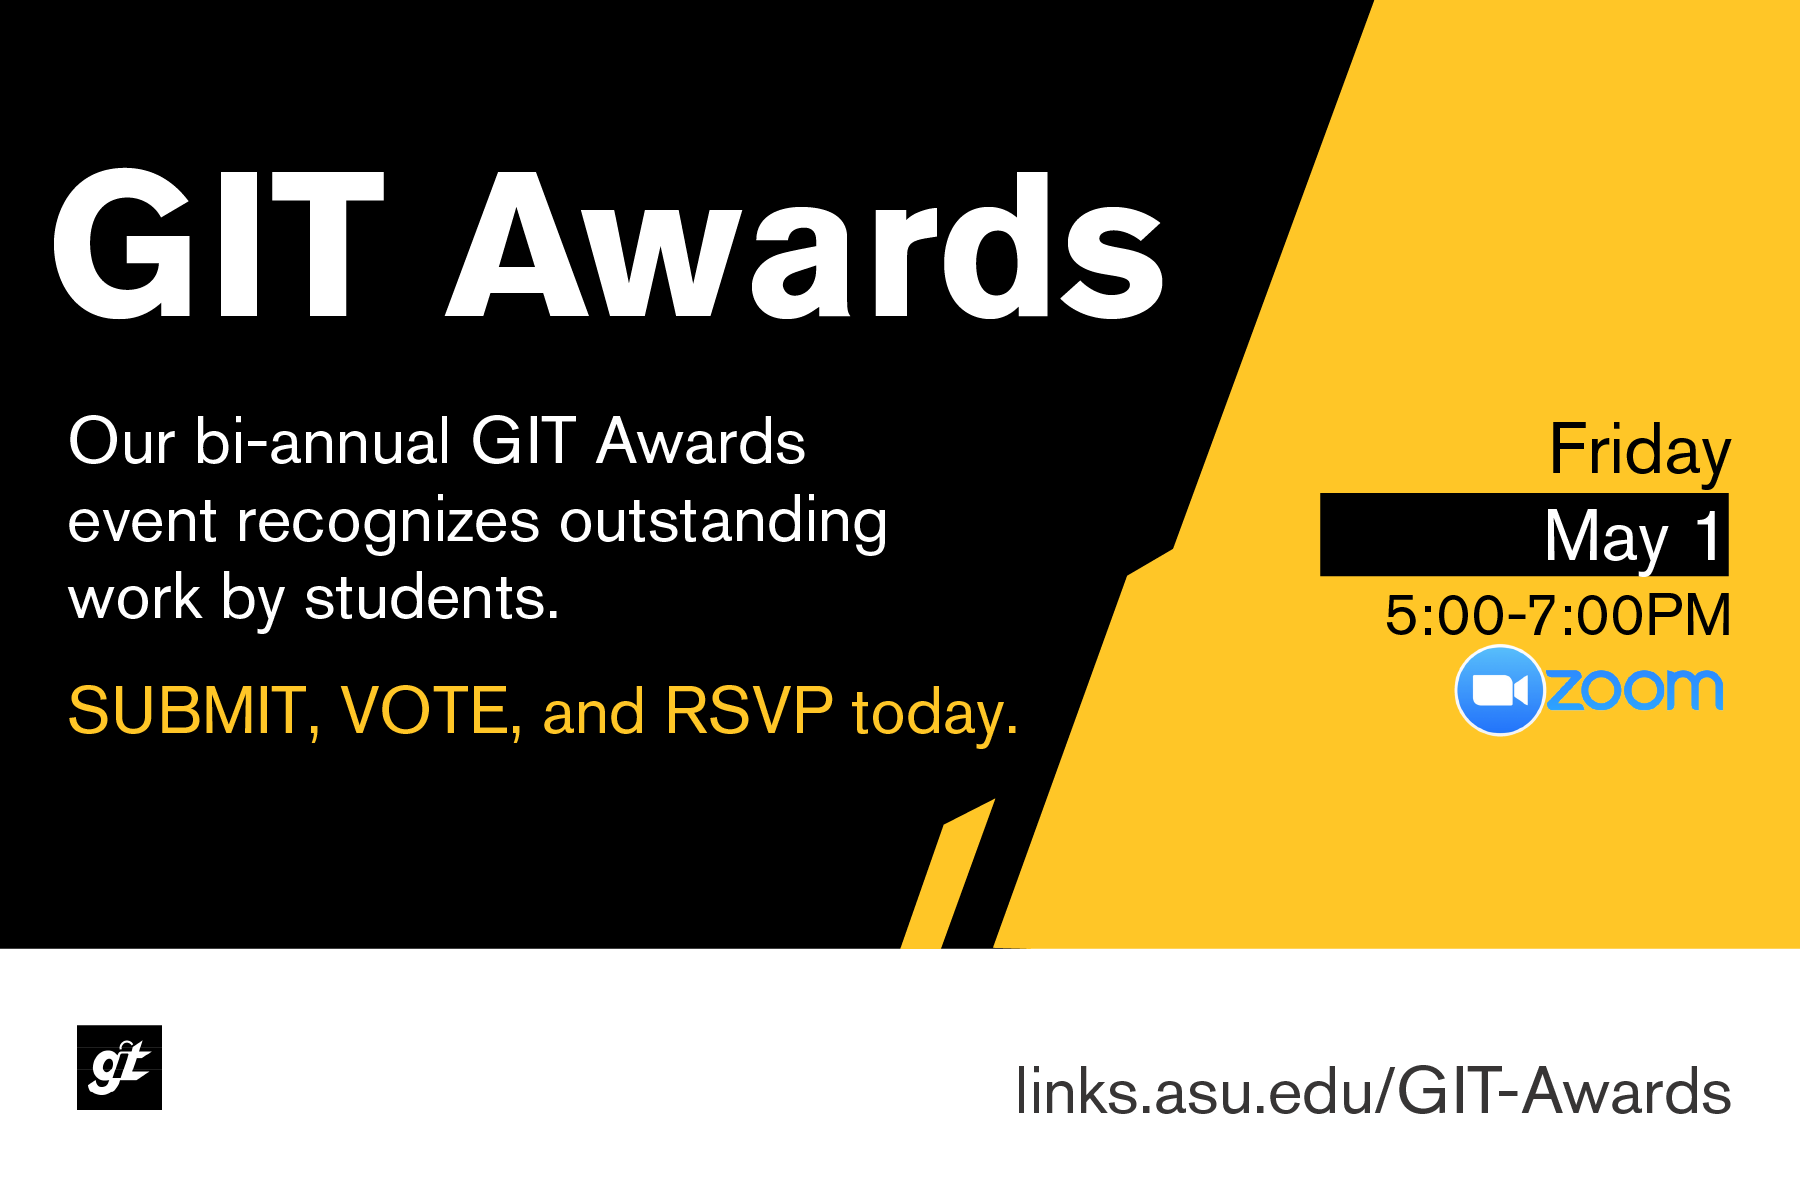 GIT Awards
Our bi-annual GIT Awards
event recognizes outstanding
work by students.
SUBMIT, VOTE, and RSVP today.
Friday
May 1
5:00-7:00PM
zoom
git
links.asu.edu/GIT-Awards